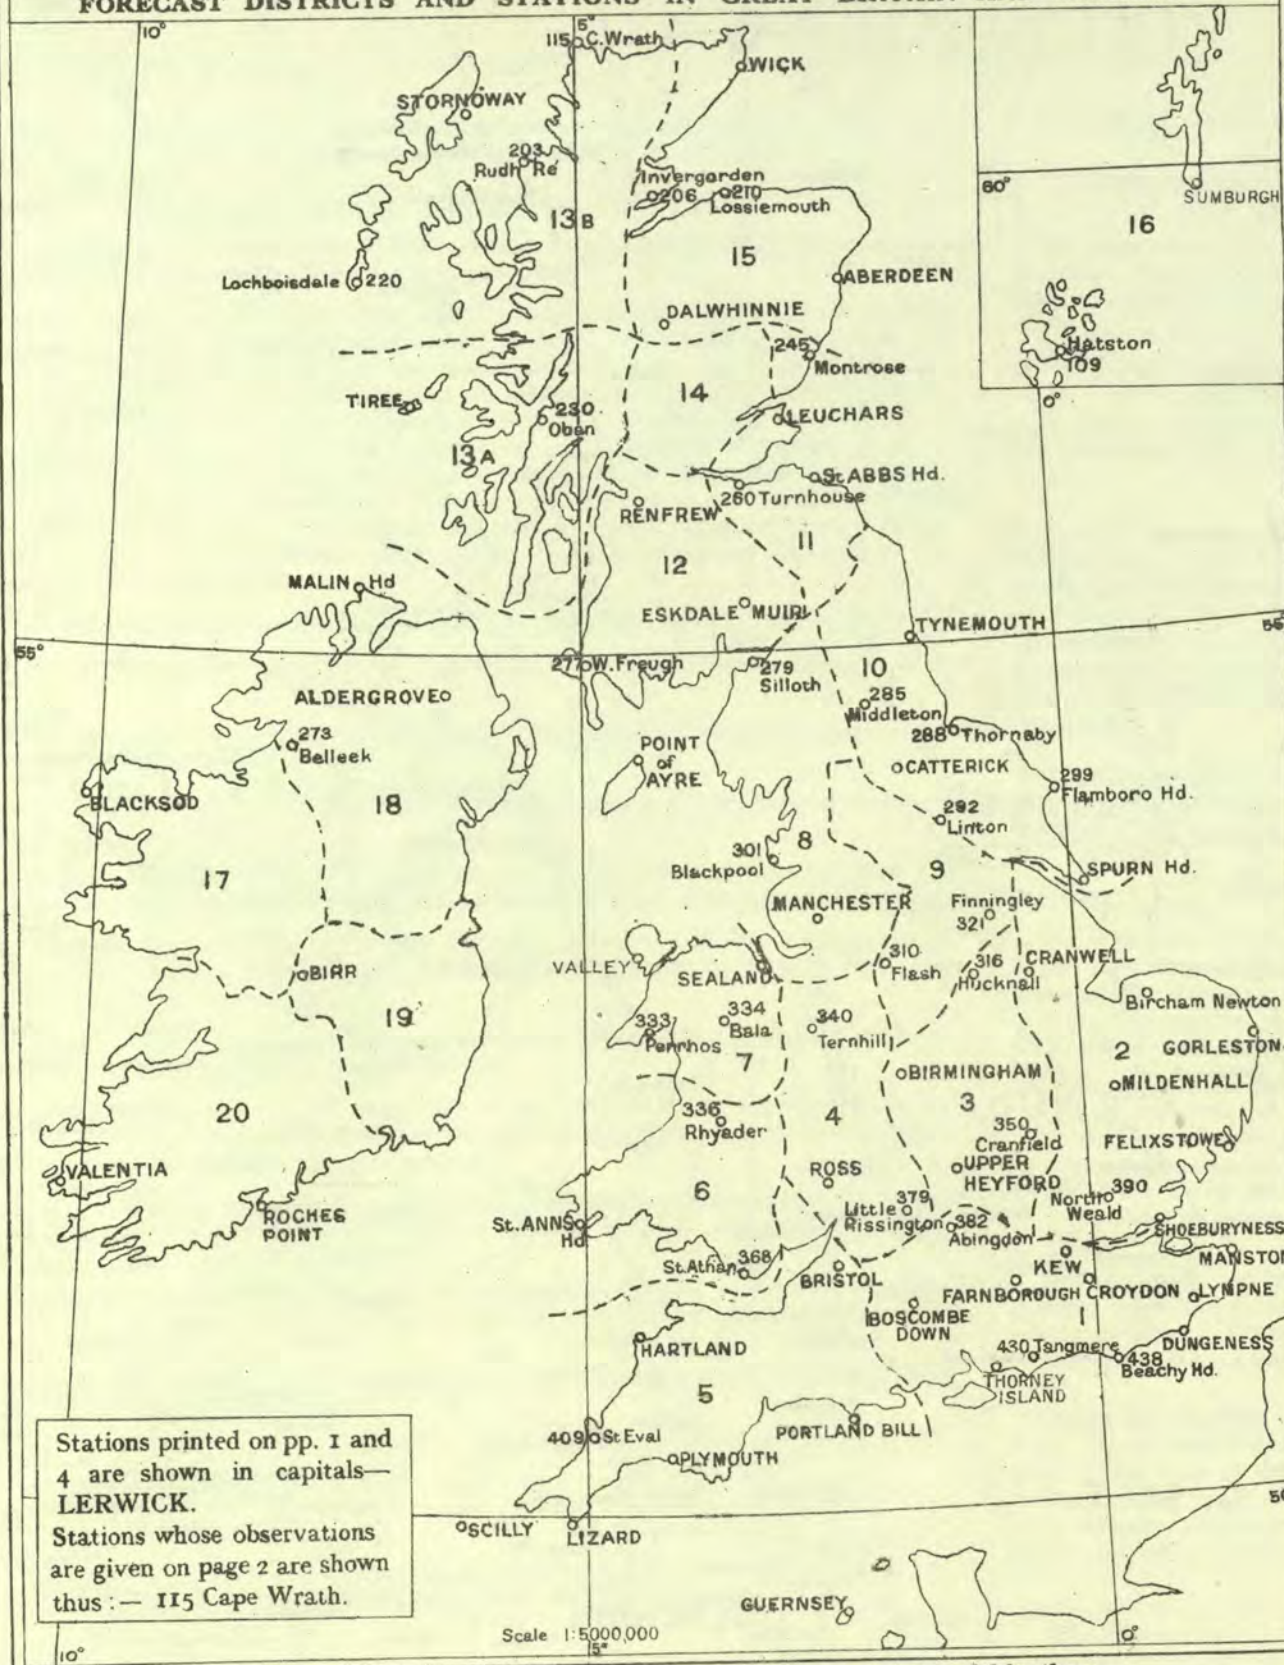 FORECAST DISTRICTS AND STATIONS IN GREAT
10°
5°
115 C. Wrath
WICK
STORNOWAY
203
Rudh Re
Invergorden
206
210
Lossiemouth
60°
SUMBURGH
13B
16
15
Lochboisdale 220
ABERDEEN
DALWHINNIE
Hatston
109
245
Montrose
0°
TIREE
14
230
Oban
LEUCHARS
13A
St. ABBS Hd.
260 Turnhouse
RENFREW
11
12
MALIN Hd
ESKDALE MUIR
TYNEMOUTH
55°
55
277 W. Freugh
279
Silloth
10
ALDERGROVE
285
Middleton
273
Belleek
288 Thornaby
POINT
of
AYRE
CATTERICK
299
Flamboro Hd.
BLACKSOD
18
292
Linton
8
301
Blackpool
9
SPURN Hd.
17
MANCHESTER
Finningley
321
VALLEY
SEALAND
310
Flash
316
Hucknall
CRANWELL
BIRR
Bircham Newton
19
333
Penrhos
334
Bala
340
Ternhill
2
GORLESTON
7
BIRMINGHAM
MILDENHALL
20
336
Rhyader
4
3
350
Cranfield
FELIXSTOWE
VALENTIA
ROSS
UPPER
HEYFORD
6
North 390
Weald
ROCHES
POINT
St. ANNS
Hd
Little 379
Rissington
382
Abingdon
SHOEBURYNESS
St. Athan 368
BRISTOL
KEW
MANSTON
FARNBOROUGH
CROYDON
LYMPNE
BOSCOMBE
DOWN
1
HARTLAND
430 Tangmere
DUNGENESS
438
Beachy Hd.
THORNEY
ISLAND
5
PORTLAND BILL
409 St Eval
PLYMOUTH
Stations printed on pp. 1 and
4 are shown in capitals—
LERWICK.
Stations whose observations
are given on page 2 are shown
thus :— 115 Cape Wrath.
50
SCILLY
LIZARD
GUERNSEY
Scale 1:5000,000
10°
5°
0°